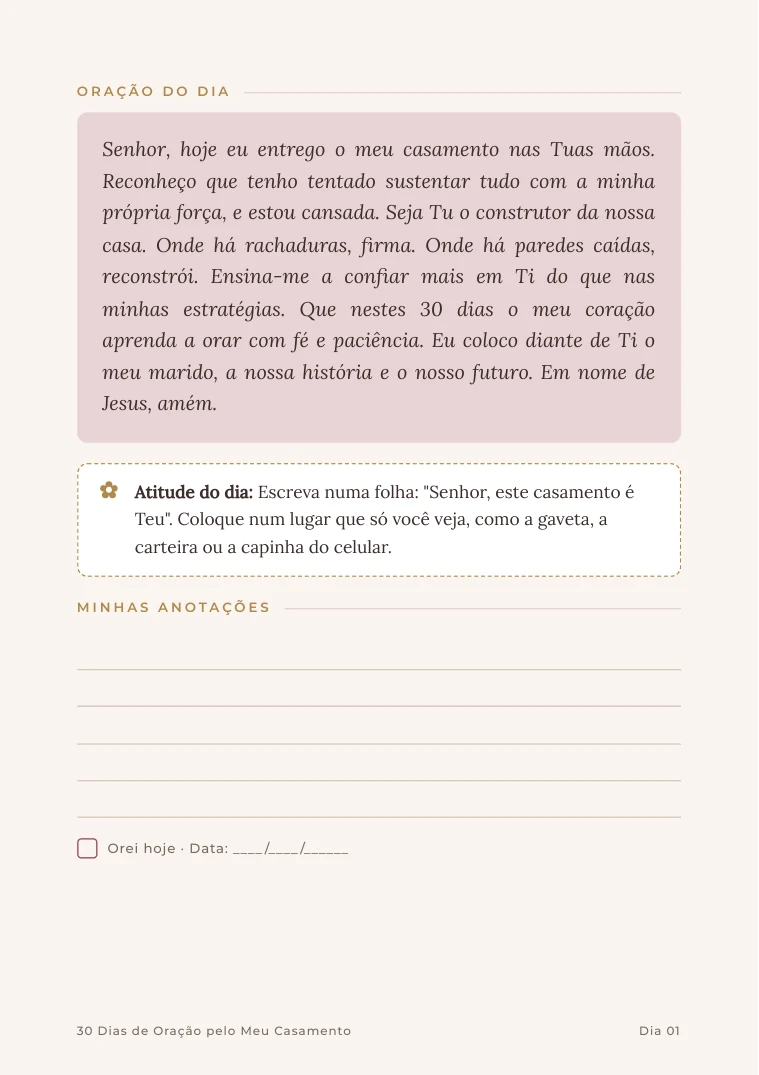 ORAÇÃO DO DIA
Senhor, hoje eu entrego o meu casamento nas Tuas mãos.
Reconheço que tenho tentado sustentar tudo com a minha
própria força, e estou cansada. Seja Tu o construtor da nossa
casa. Onde há rachaduras, firma. Onde há paredes caídas,
reconstrói. Ensina-me a confiar mais em Ti do que nas
minhas estratégias. Que nestes 30 dias o meu coração
aprenda a orar com fé e paciência. Eu coloco diante de Ti o
meu marido, a nossa história e o nosso futuro. Em nome de
Jesus, amém.
Atitude do dia: Escreva numa folha: "Senhor, este casamento é
Teu". Coloque num lugar que só você veja, como a gaveta, a
carteira ou a capinha do celular.
MINHAS ANOTAÇÕES
Orei hoje · Data: ____/____/______
30 Dias de Oração pelo Meu Casamento
Dia 01